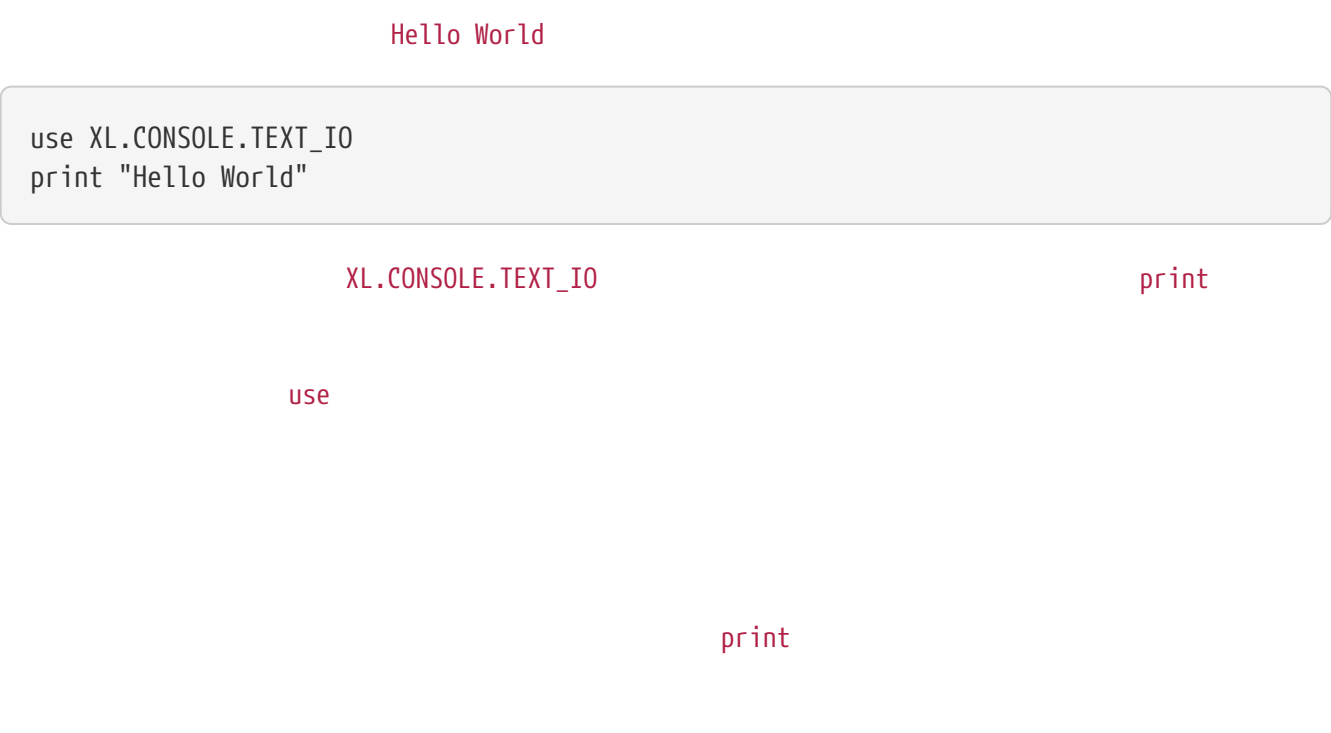 Hello World
use XL.CONSOLE.TEXT_IO
print "Hello World"
XL.CONSOLE.TEXT_IO print
use
print